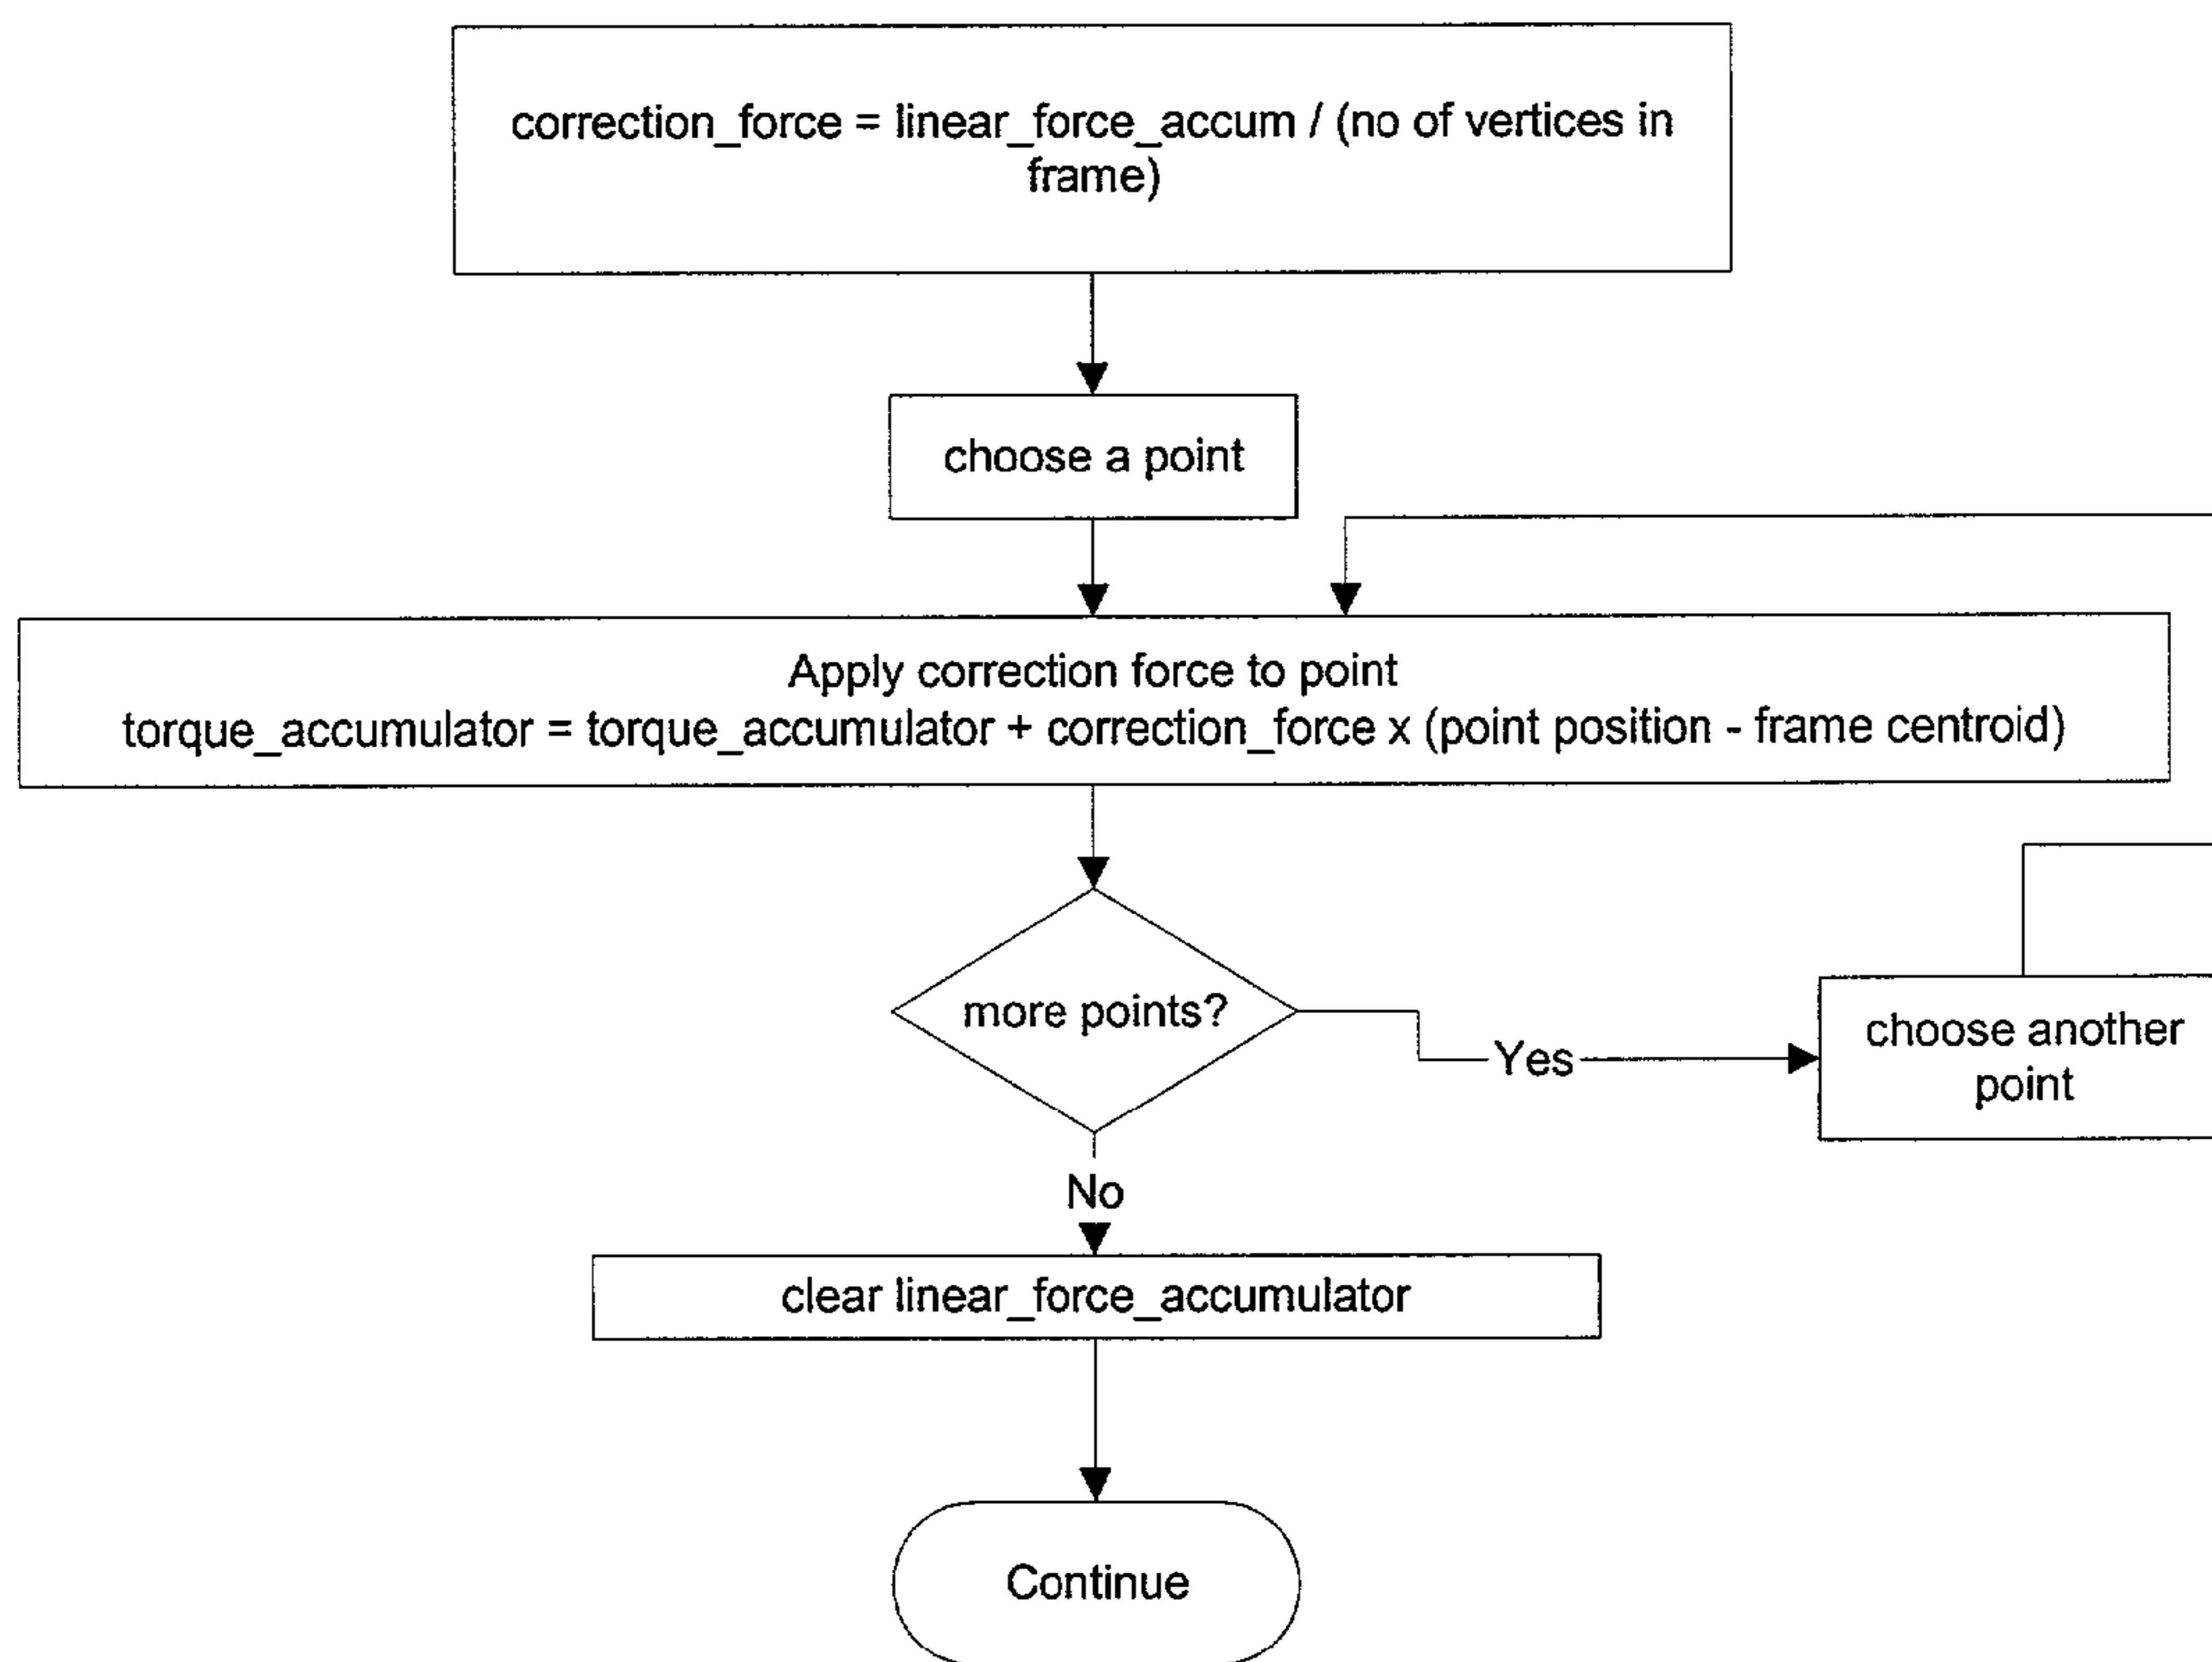 correction_force = linear_force_accum / (no of vertices in
frame)
choose a point
Apply correction force to point
torque_accumulator = torque_accumulator + correction_force x (point position - frame centroid)
more points?
Yes
choose another
point
No
clear linear_force_accumulator
Continue